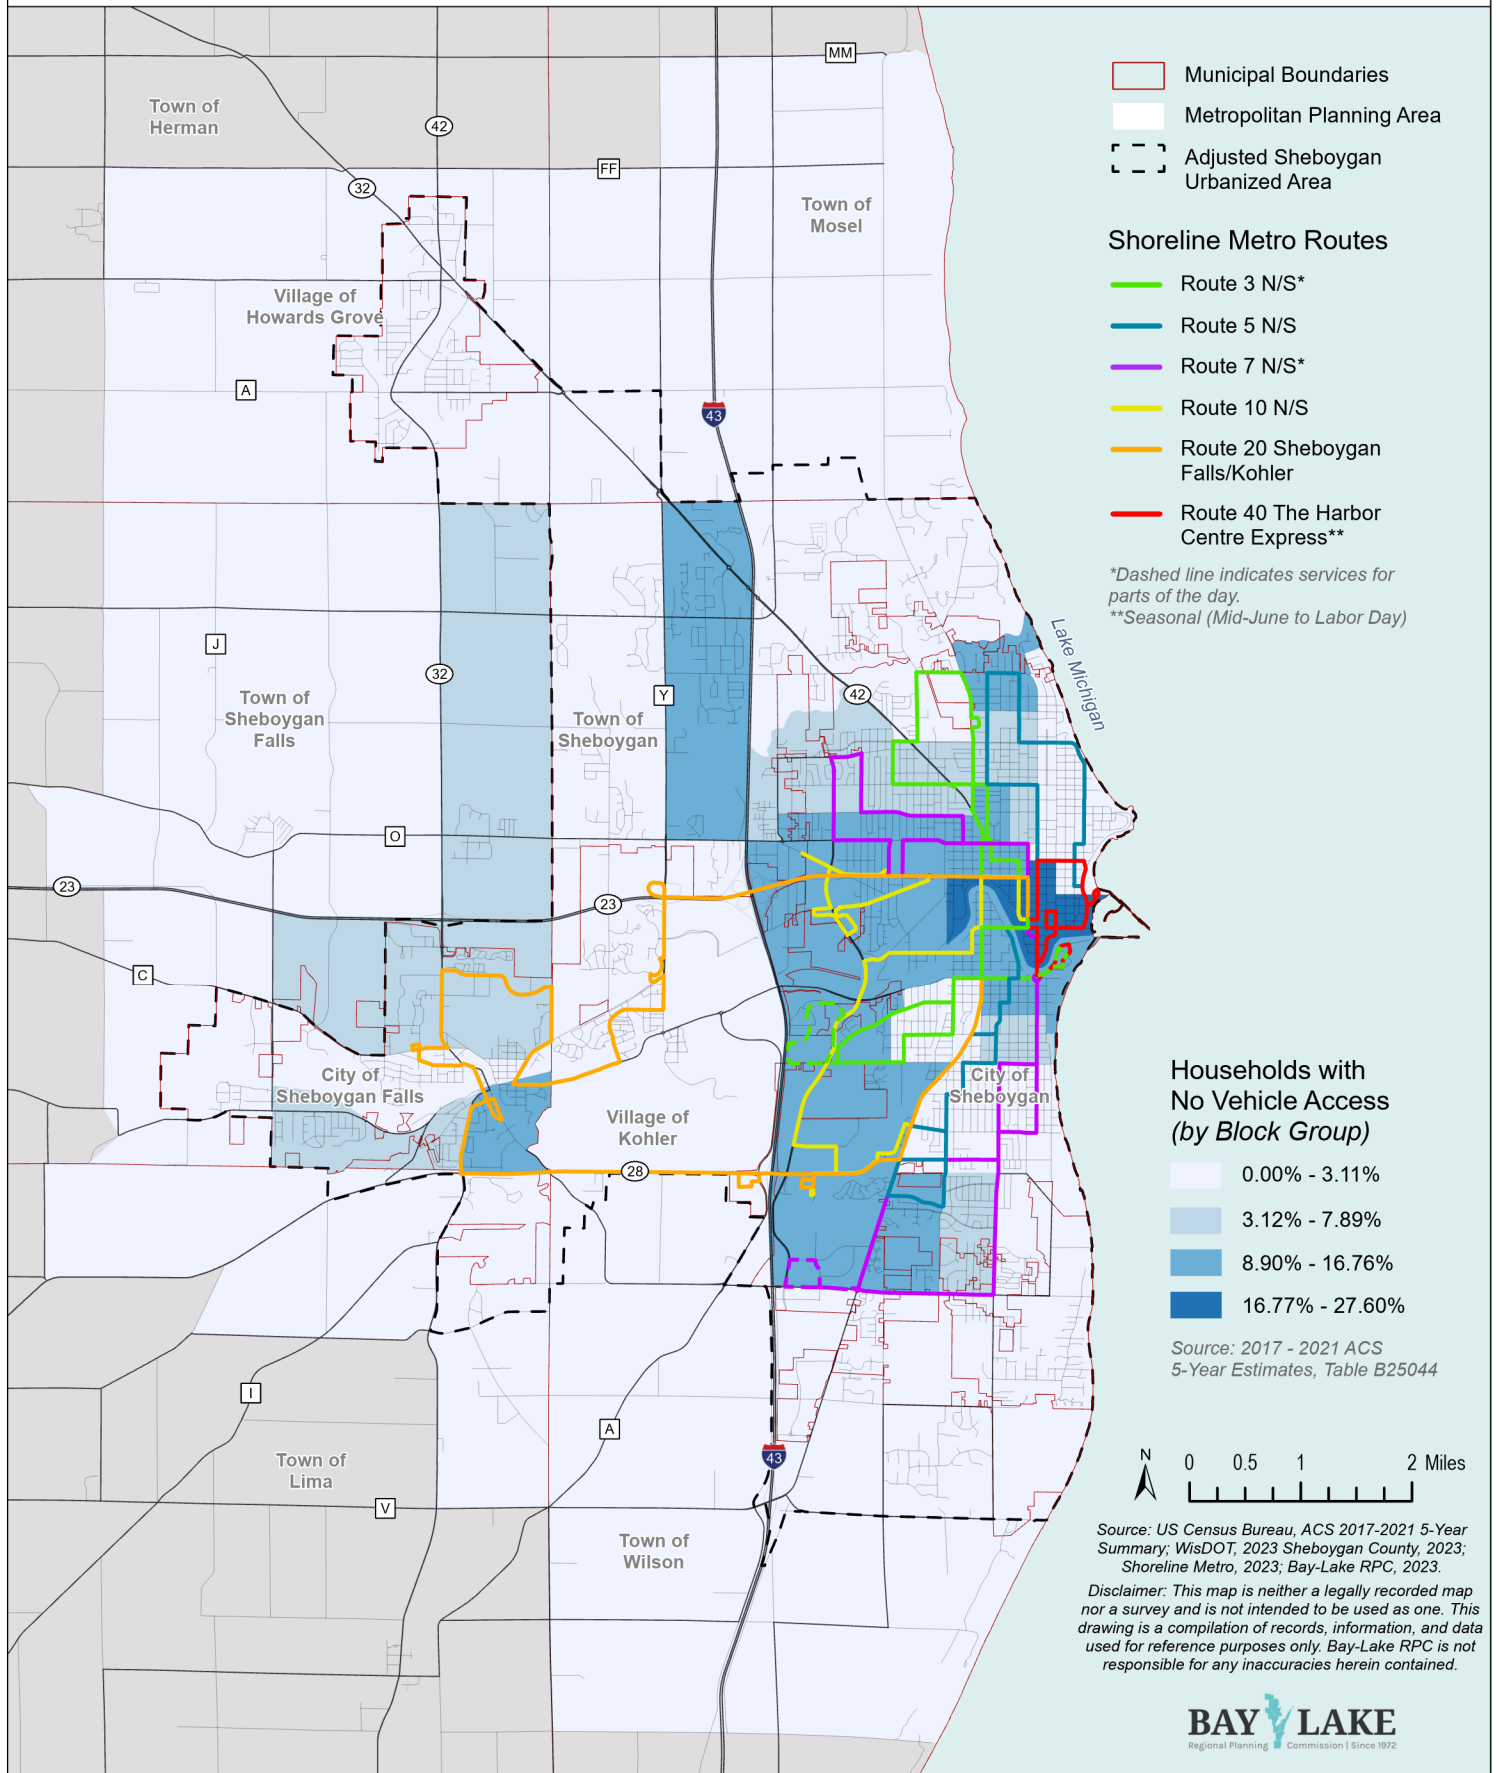 MM
Town of
Herman
42
FF
32
Town of
Mosel
Village of
Howards Grove
A
43
J
32
Town of
Sheboygan
Falls
Y
Town of
Sheboygan
42
Lake Michigan
O
23
23
C
City of
Sheboygan Falls
Village of
Kohler
City of
Sheboygan
28
I
A
43
Town of
Lima
V
Town of
Wilson
Municipal Boundaries
Metropolitan Planning Area
Adjusted Sheboygan
Urbanized Area
Shoreline Metro Routes
Route 3 N/S*
Route 5 N/S
Route 7 N/S*
Route 10 N/S
Route 20 Sheboygan
Falls/Kohler
Route 40 The Harbor
Centre Express**
*Dashed line indicates services for
parts of the day.
**Seasonal (Mid-June to Labor Day)
Households with
No Vehicle Access
(by Block Group)
0.00% - 3.11%
3.12% - 7.89%
8.90% - 16.76%
16.77% - 27.60%
Source: 2017 - 2021 ACS
5-Year Estimates, Table B25044
N
0 0.5 1 2 Miles
Source: US Census Bureau, ACS 2017-2021 5-Year
Summary; WisDOT, 2023 Sheboygan County, 2023;
Shoreline Metro, 2023; Bay-Lake RPC, 2023.
Disclaimer: This map is neither a legally recorded map
nor a survey and is not intended to be used as one. This
drawing is a compilation of records, information, and data
used for reference purposes only. Bay-Lake RPC is not
responsible for any inaccuracies herein contained.
BAY LAKE
Regional Planning Commission | Since 1972